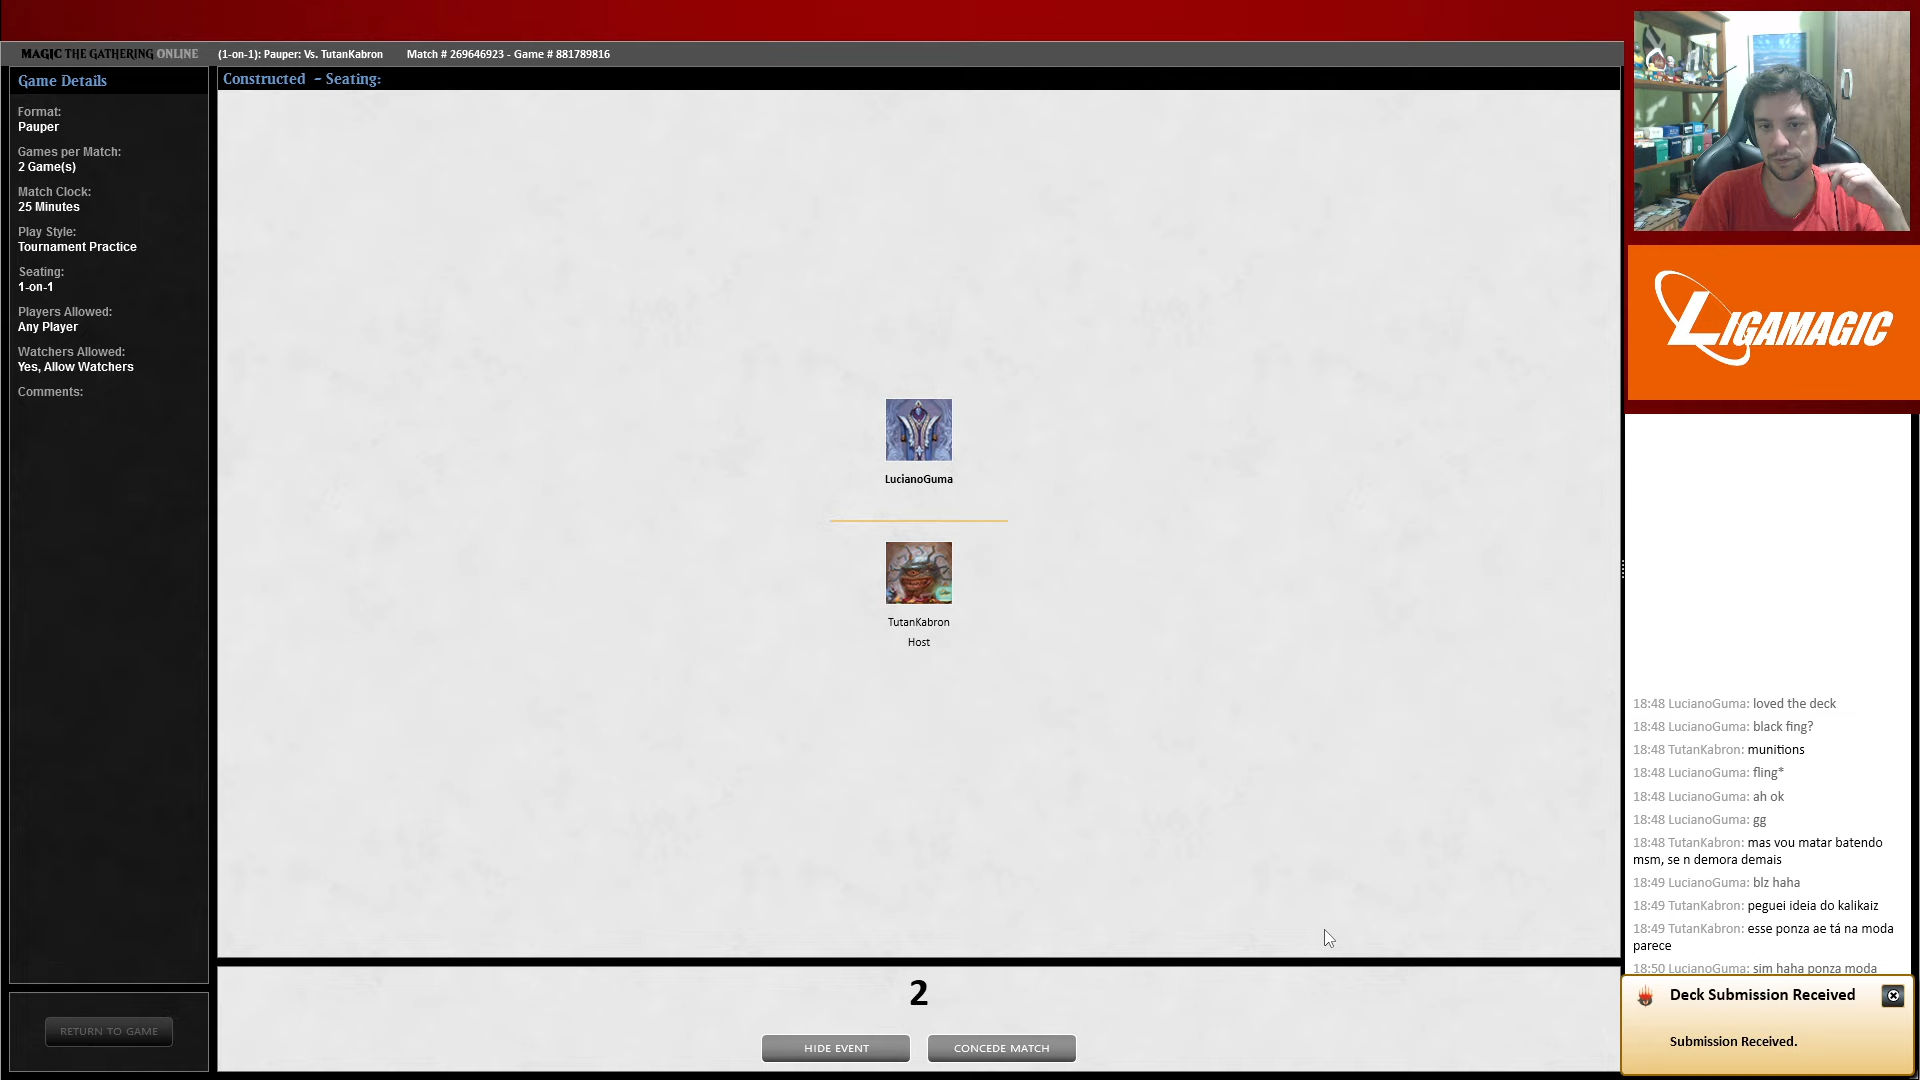 MAGIC THE GATHERING ONLINE
(1-on-1): Pauper: Vs. TutanKabron
Match # 269646923 - Game # 881789816
Game Details
Format:
Pauper
Games per Match:
2 Game(s)
Match Clock:
25 Minutes
Play Style:
Tournament Practice
Seating:
1-on-1
Players Allowed:
Any Player
Watchers Allowed:
Yes, Allow Watchers
Comments:
RETURN TO GAME
Constructed - Seating:
LucianoGuma
TutanKabron
Host
2
HIDE EVENT
CONCEDE MATCH
LIGAMAGIC
18:48 LucianoGuma: loved the deck
18:48 LucianoGuma: black fing?
18:48 TutanKabron: munitions
18:48 LucianoGuma: fling*
18:48 LucianoGuma: ah ok
18:48 LucianoGuma: gg
18:48 TutanKabron: mas vou matar batendo
msm, se n demora demais
18:49 LucianoGuma: blz haha
18:49 TutanKabron: peguei ideia do kalikaiz
18:49 TutanKabron: esse ponza ae tá na moda
parece
18:50 LucianoGuma: sim haha ponza moda
Deck Submission Received
Submission Received.